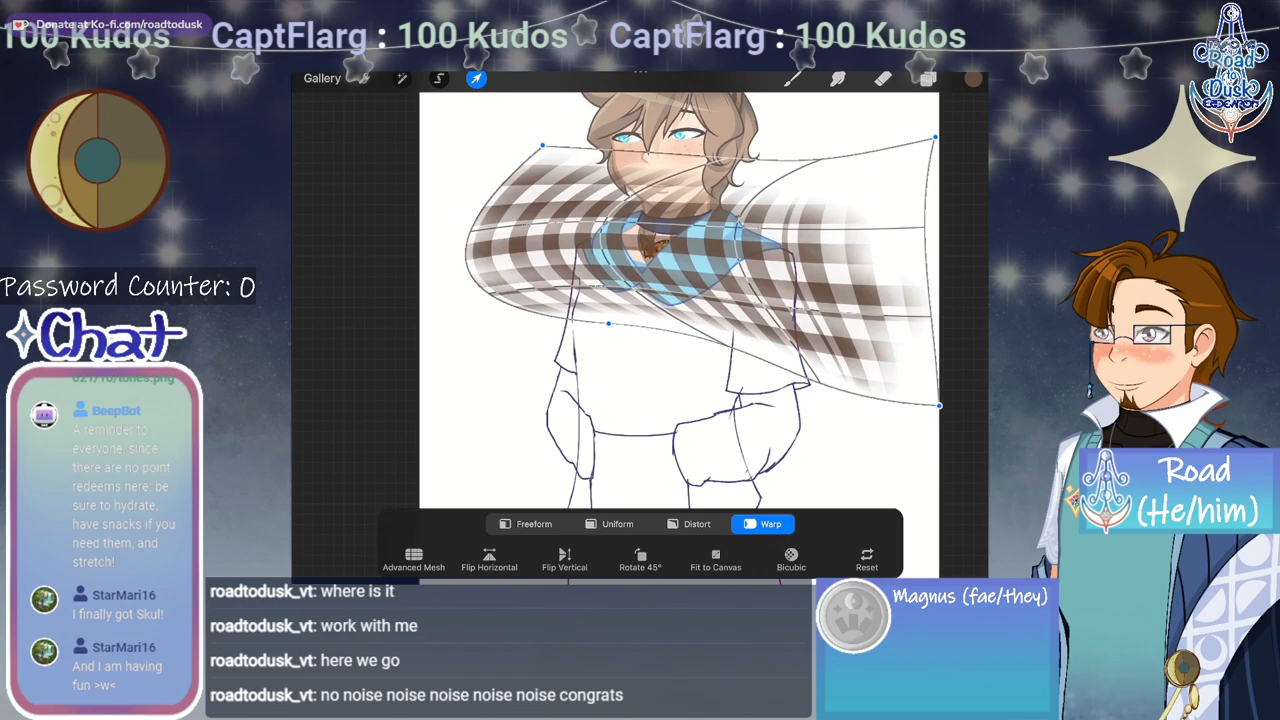 Donate at Ko-fi.com/roadtodusk
100 Kudos CaptFlarg : 100 Kudos CaptFlarg : 100 Kudos
Road to Dusk
Gallery
Password Counter: 0
Chat
021/10/tones.png
BeepBot
A reminder to
everyone, since
there are no point
redeems here: be
sure to hydrate,
have snacks if you
need them, and
stretch!
StarMari16
I finally got Skul!
StarMari16
And I am having
fun >w<
Freeform Uniform Distort Warp
Advanced Mesh Flip Horizontal Flip Vertical Rotate 45° Fit to Canvas Bicubic Reset
roadtodusk_vt: where is it
roadtodusk_vt: work with me
roadtodusk_vt: here we go
roadtodusk_vt: no noise noise noise noise noise congrats
Road
(He/him)
Magnus (fae/they)